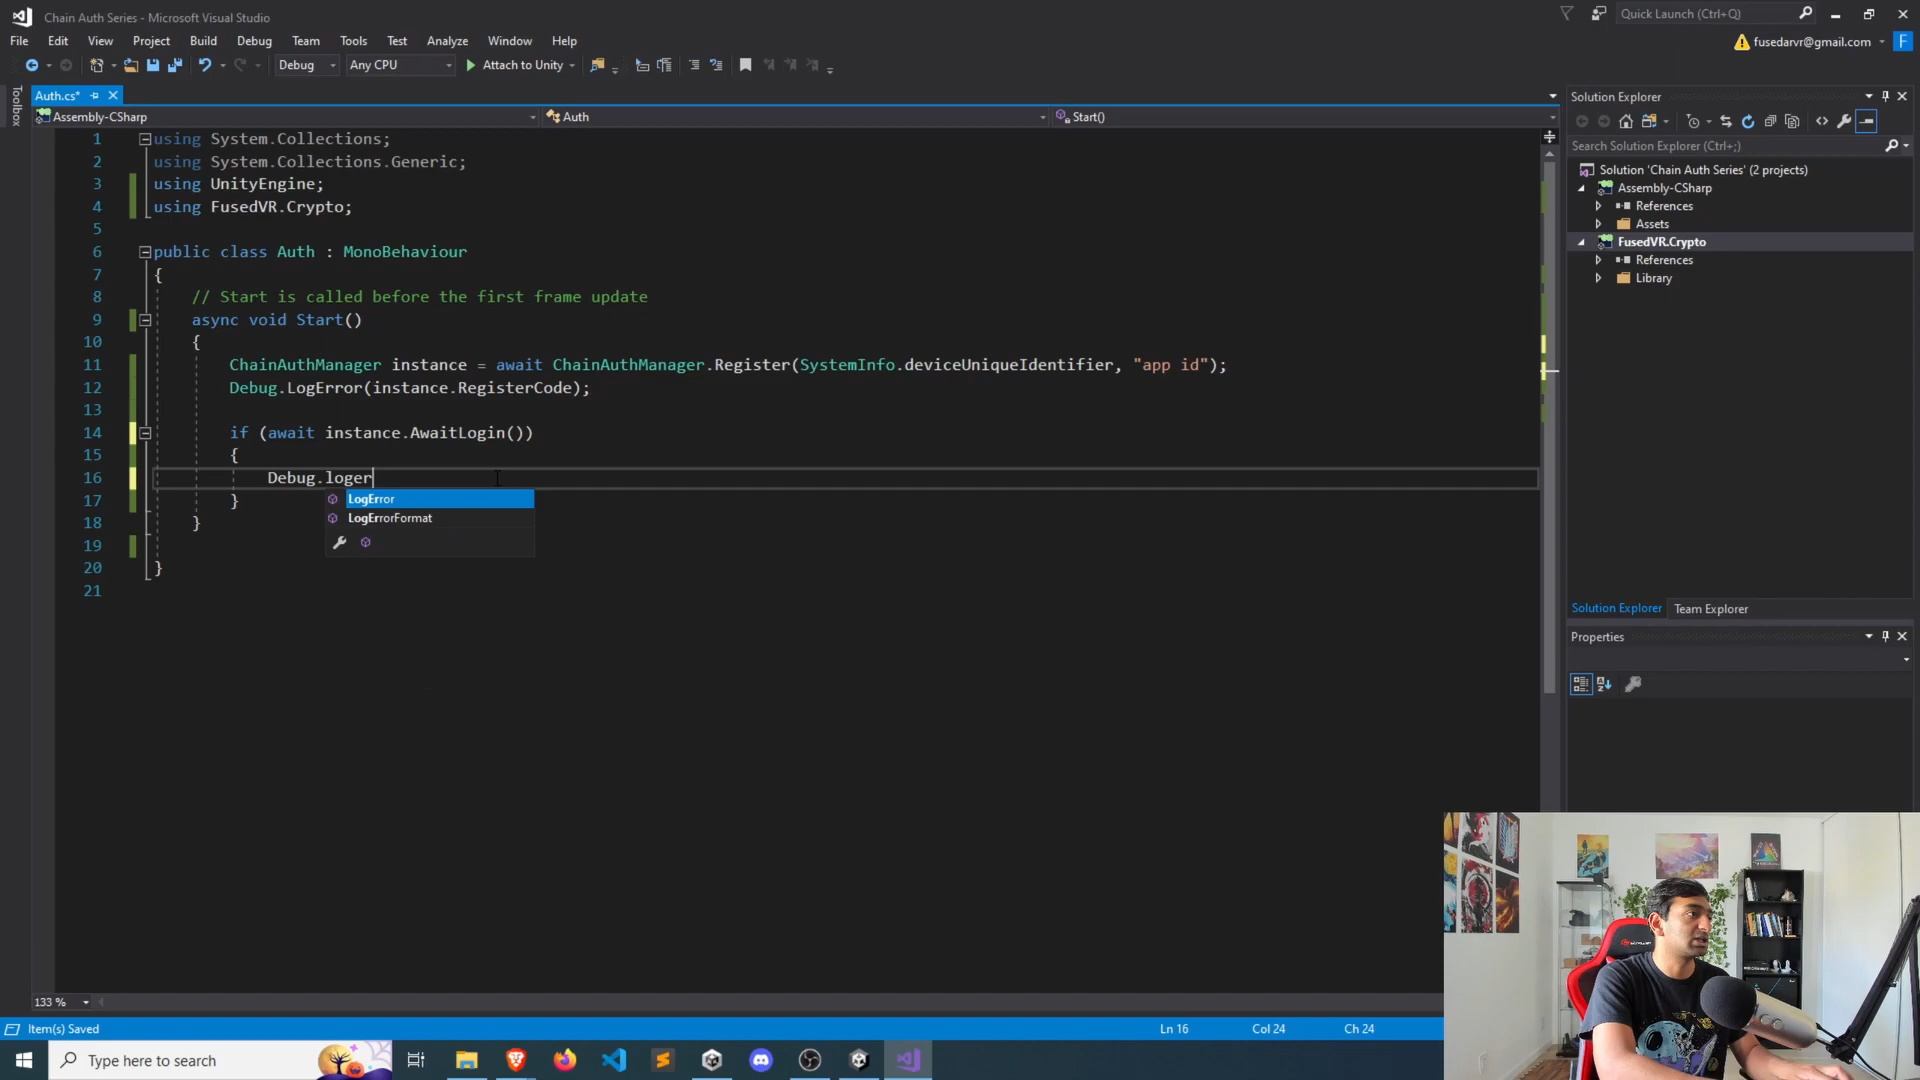 Chain Auth Series - Microsoft Visual Studio
Quick Launch (Ctrl+Q)
File Edit View Project Build Debug Team Tools Test Analyze Window Help
fusedarvr@gmail.com F
Debug Any CPU Attach to Unity
Toolbox
Auth.cs*
Assembly-CSharp Auth Start()
1 using System.Collections;
2 using System.Collections.Generic;
3 using UnityEngine;
4 using FusedVR.Crypto;
5
6 public class Auth : MonoBehaviour
7 {
8 // Start is called before the first frame update
9 async void Start()
10 {
11 ChainAuthManager instance = await ChainAuthManager.Register(SystemInfo.deviceUniqueIdentifier, "app id");
12 Debug.LogError(instance.RegisterCode);
13
14 if (await instance.AwaitLogin())
15 {
16 Debug.loger
LogError
17 }
LogErrorFormat
18 }
19
20 }
21
Solution Explorer
Search Solution Explorer (Ctrl+;)
Solution 'Chain Auth Series' (2 projects)
Assembly-CSharp
References
Assets
FusedVR.Crypto
References
Library
Solution Explorer Team Explorer
Properties
133 %
Item(s) Saved Ln 16 Col 24 Ch 24
Type here to search